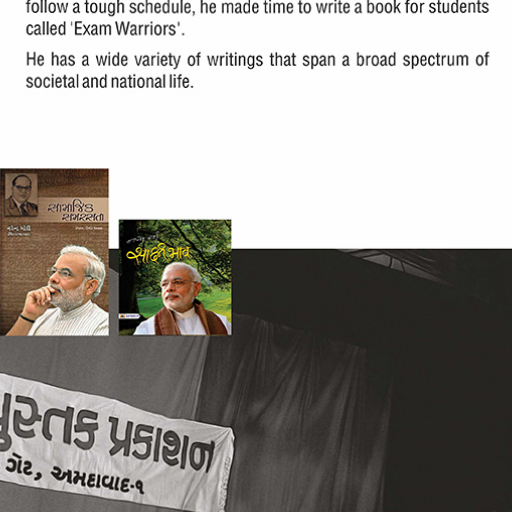 follow a tough schedule, he made time to write a book for students
called 'Exam Warriors'.
He has a wide variety of writings that span a broad spectrum of
societal and national life.
સામાજિક
સમરસતા
નરેન્દ્ર મોદી
પુસ્તક પ્રકાશન
ગેટ, અમદાવાદ-૧